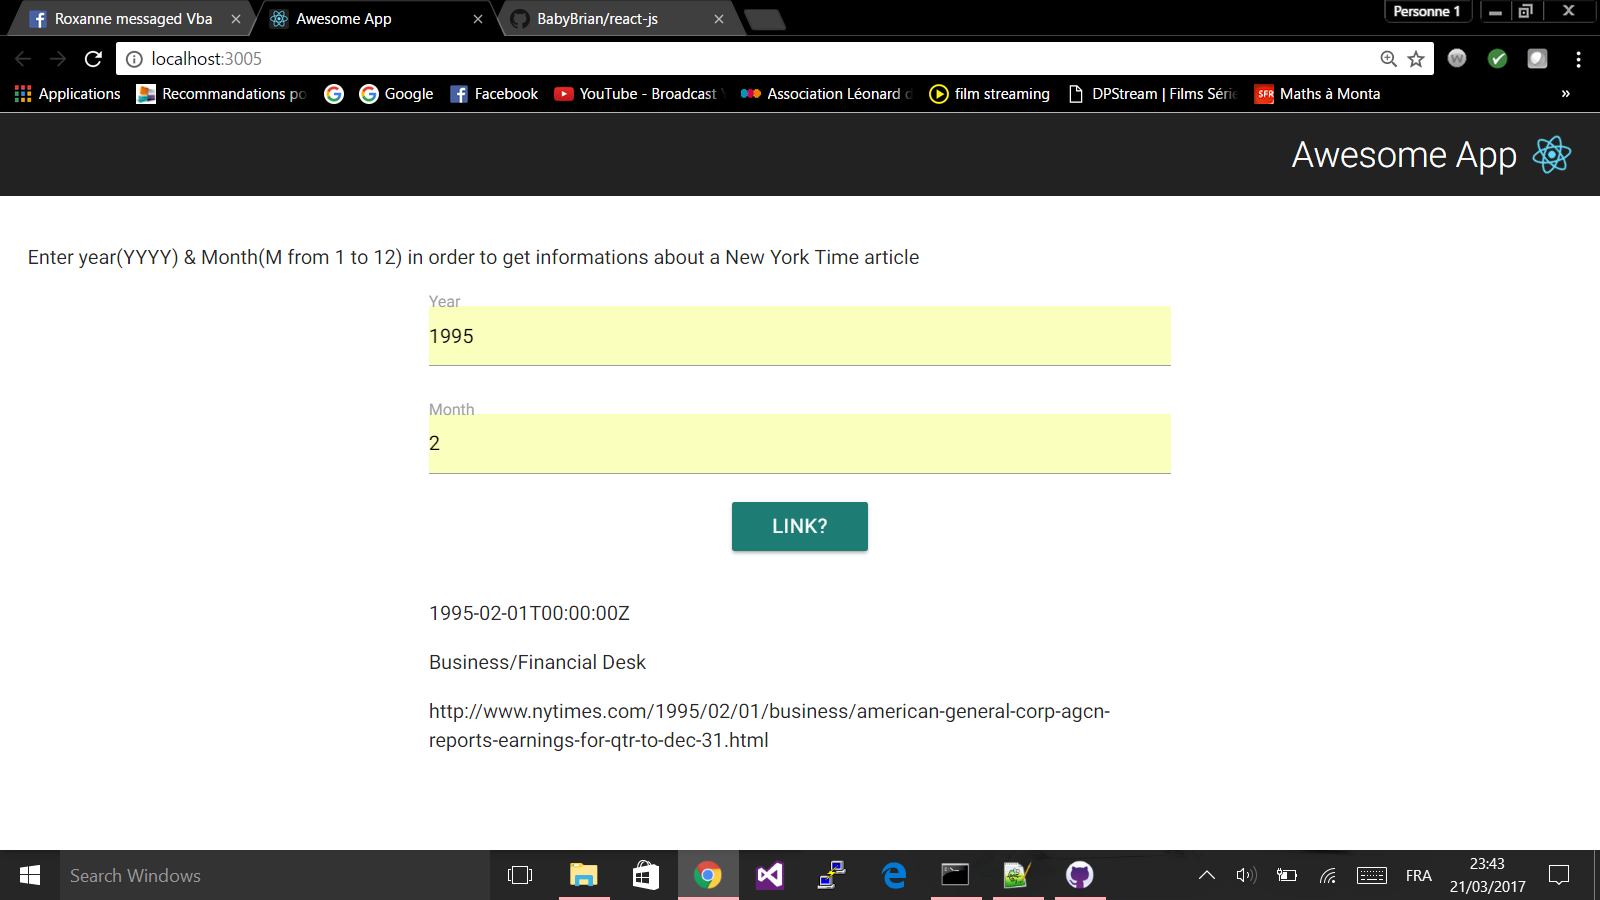 Roxanne messaged Vba
Awesome App
BabyBrian/react-js
Personne 1
localhost:3005
Applications
Recommandations po
Google
Facebook
YouTube - Broadcast
Association Léonard d
film streaming
DPStream | Films Série
SFR
Maths à Monta
»
Awesome App
Enter year(YYYY) & Month(M from 1 to 12) in order to get informations about a New York Time article
Year
1995
Month
2
LINK?
1995-02-01T00:00:00Z
Business/Financial Desk
http://www.nytimes.com/1995/02/01/business/american-general-corp-agcn-
reports-earnings-for-qtr-to-dec-31.html
Search Windows
FRA
23:43
21/03/2017